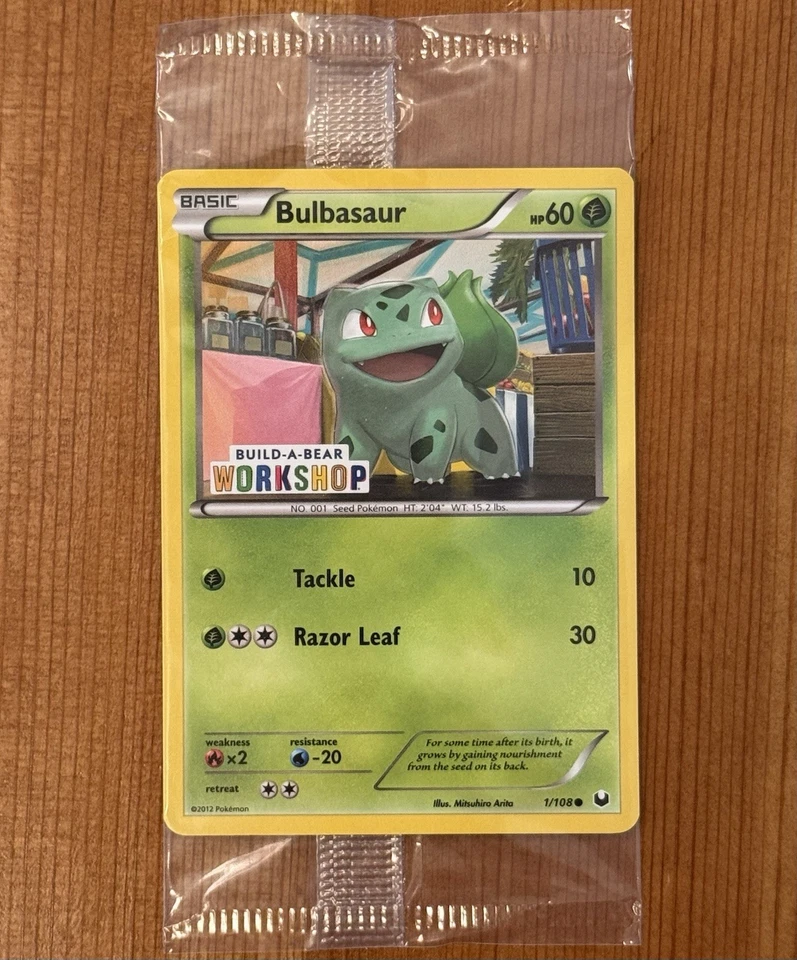 BASIC
Bulbasaur
HP60
BUILD-A-BEAR
WORKSHOP
NO. 001 Seed Pokémon HT: 2'04" WT: 15.2 lbs.
Tackle 10
Razor Leaf 30
weakness resistance
×2 -20
For some time after its birth, it
grows by gaining nourishment
from the seed on its back.
retreat
©2012 Pokémon Illus. Mitsuhiro Arita 1/108